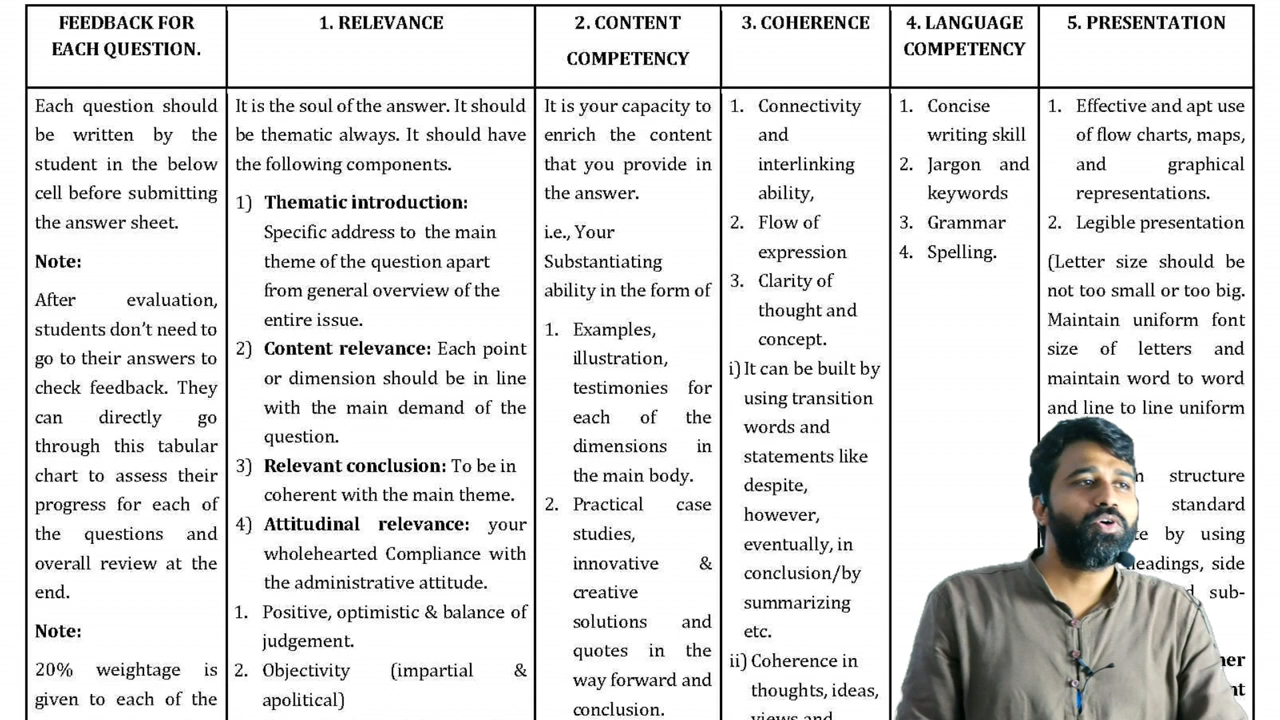 FEEDBACK FOR
EACH QUESTION.
1. RELEVANCE
2. CONTENT
COMPETENCY
3. COHERENCE
4. LANGUAGE
COMPETENCY
5. PRESENTATION
Each question should
be written by the
student in the below
cell before submitting
the answer sheet.
Note:
After evaluation,
students don’t need to
go to their answers to
check feedback. They
can directly go
through this tabular
chart to assess their
progress for each of
the questions and
overall review at the
end.
Note:
20% weightage is
given to each of the
It is the soul of the answer. It should
be thematic always. It should have
the following components.
1) Thematic introduction:
Specific address to the main
theme of the question apart
from general overview of the
entire issue.
2) Content relevance: Each point
or dimension should be in line
with the main demand of the
question.
3) Relevant conclusion: To be in
coherent with the main theme.
4) Attitudinal relevance: your
wholehearted Compliance with
the administrative attitude.
1. Positive, optimistic & balance of
judgement.
2. Objectivity (impartial &
apolitical)
It is your capacity to
enrich the content
that you provide in
the answer.
i.e., Your
Substantiating
ability in the form of
1. Examples,
illustration,
testimonies for
each of the
dimensions in
the main body.
2. Practical case
studies,
innovative &
creative
solutions and
quotes in the
way forward and
conclusion.
1. Connectivity
and
interlinking
ability,
2. Flow of
expression
3. Clarity of
thought and
concept.
i) It can be built by
using transition
words and
statements like
despite,
however,
eventually, in
conclusion/by
summarizing
etc.
ii) Coherence in
thoughts, ideas,
views and
1. Concise
writing skill
2. Jargon and
keywords
3. Grammar
4. Spelling.
1. Effective and apt use
of flow charts, maps,
and graphical
representations.
2. Legible presentation
(Letter size should be
not too small or too big.
Maintain uniform font
size of letters and
maintain word to word
and line to line uniform
structure
standard
by using
side
sub-